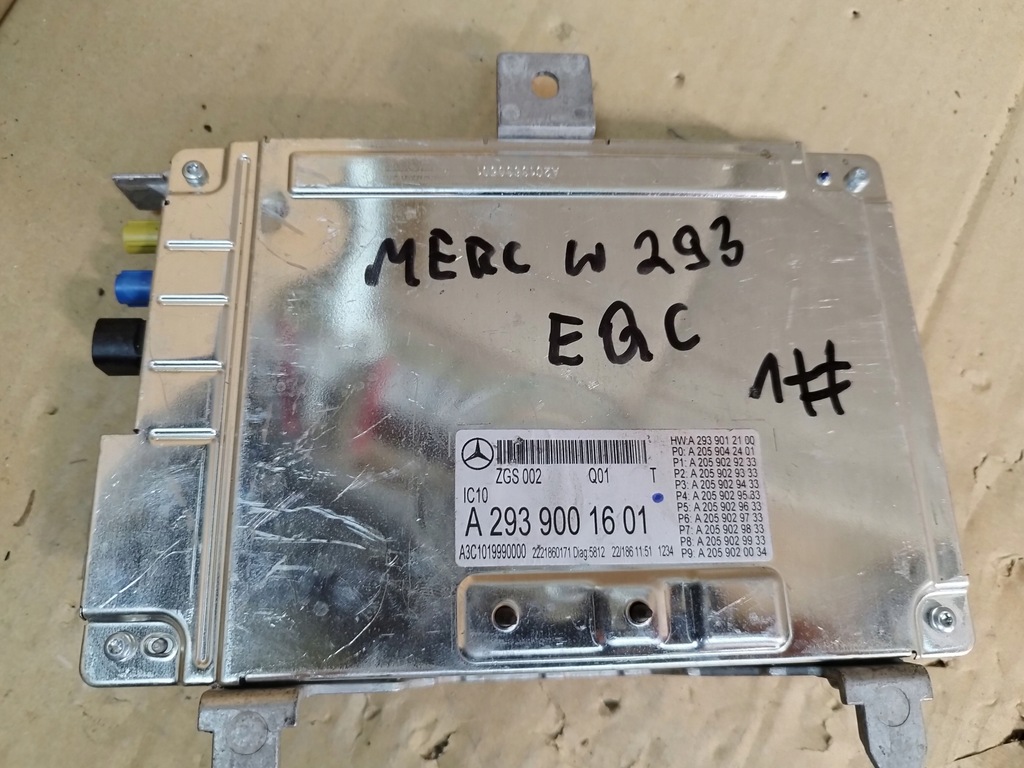 MERC W 293
EQC
1#
ZGS 002 Q01 T
IC10
A 293 900 16 01
A3C1019990000 2221860171 Diag:5812 22/186 11:51 1234
HW:A 293 901 21 00
P0: A 205 904 24 01
P1: A 205 902 92 33
P2: A 205 902 93 33
P3: A 205 902 94 33
P4: A 205 902 95 33
P5: A 205 902 96 33
P6: A 205 902 97 33
P7: A 205 902 98 33
P8: A 205 902 99 33
P9: A 205 902 00 34